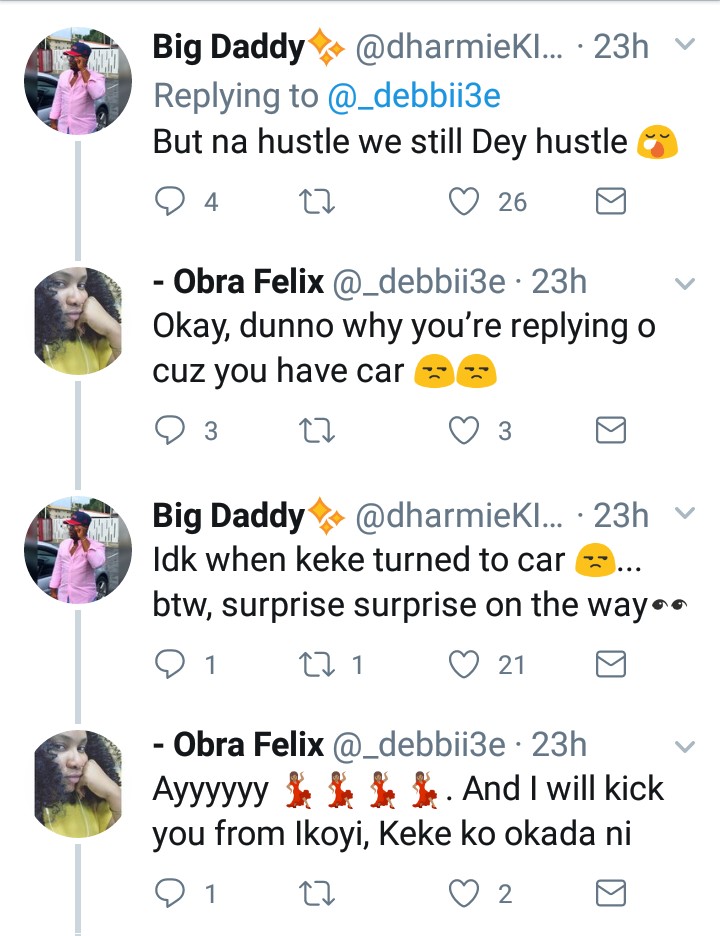 Big Daddy✨ @dharmieKI... · 23h
Replying to @_debbii3e
But na hustle we still Dey hustle 😪
4 26
- Obra Felix @_debbii3e · 23h
Okay, dunno why you’re replying o
cuz you have car 😒😒
3 3
Big Daddy✨ @dharmieKI... · 23h
Idk when keke turned to car 😒...
btw, surprise surprise on the way👀
1 1 21
- Obra Felix @_debbii3e · 23h
Ayyyyyy 💃🏽💃🏽💃🏽💃🏽. And I will kick
you from Ikoyi, Keke ko okada ni
1 2